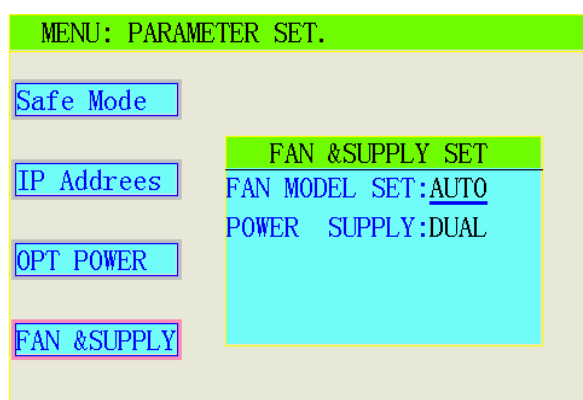 MENU: PARAMETER SET.
Safe Mode
IP Addrees
OPT POWER
FAN &SUPPLY
FAN &SUPPLY SET
FAN MODEL SET:AUTO
POWER SUPPLY:DUAL